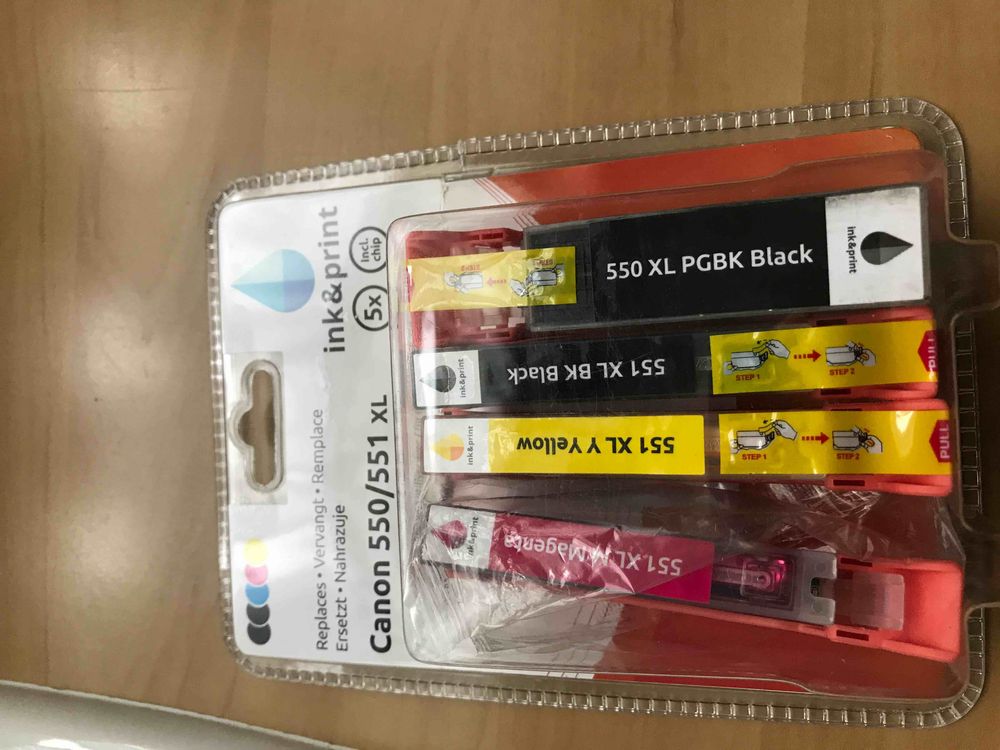 ink&print
5x
Incl.
chip
Replaces • Vervangt • Remplace
Ersetzt • Nahrazuje
Canon 550/551 XL
550 XL PGBK Black
ink&print
ink&print
551 XL BK Black
STEP 1
STEP 2
PULL
ink&print
551 XL Y Yellow
STEP 1
STEP 2
PULL
ink&print
551 XL M Magenta